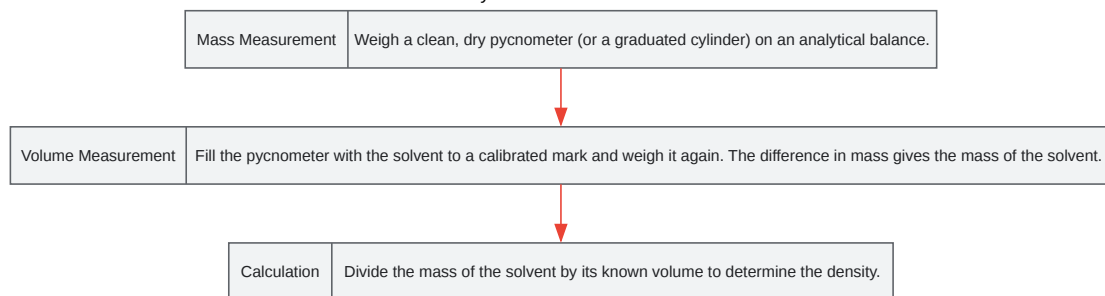 Mass Measurement
Weigh a clean, dry pycnometer (or a graduated cylinder) on an analytical balance.
Volume Measurement
Fill the pycnometer with the solvent to a calibrated mark and weigh it again. The difference in mass gives the mass of the solvent.
Calculation
Divide the mass of the solvent by its known volume to determine the density.